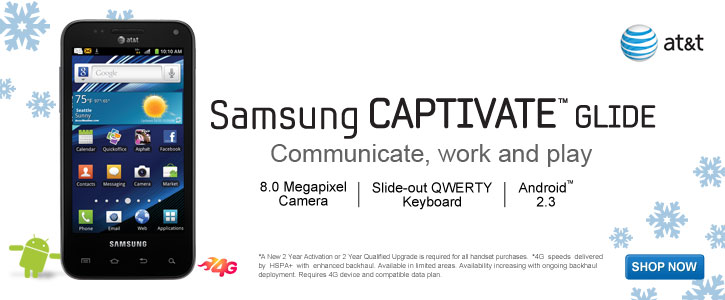 at&t
10:10 AM
Google
75°F
Seattle
Sunny
Calendar Quickoffice Asphalt Facebook
Contacts Messaging Camera Market
Phone Email Web Applications
SAMSUNG
4G
at&t
Samsung CAPTIVATE™ GLIDE
Communicate, work and play
8.0 Megapixel
Camera
Slide-out QWERTY
Keyboard
Android™
2.3
*A New 2 Year Activation or 2 Year Qualified Upgrade is required for all handset purchases. *4G speeds delivered
by HSPA+ with enhanced backhaul. Available in limited areas. Availability increasing with ongoing backhaul
deployment. Requires 4G device and compatible data plan.
SHOP NOW